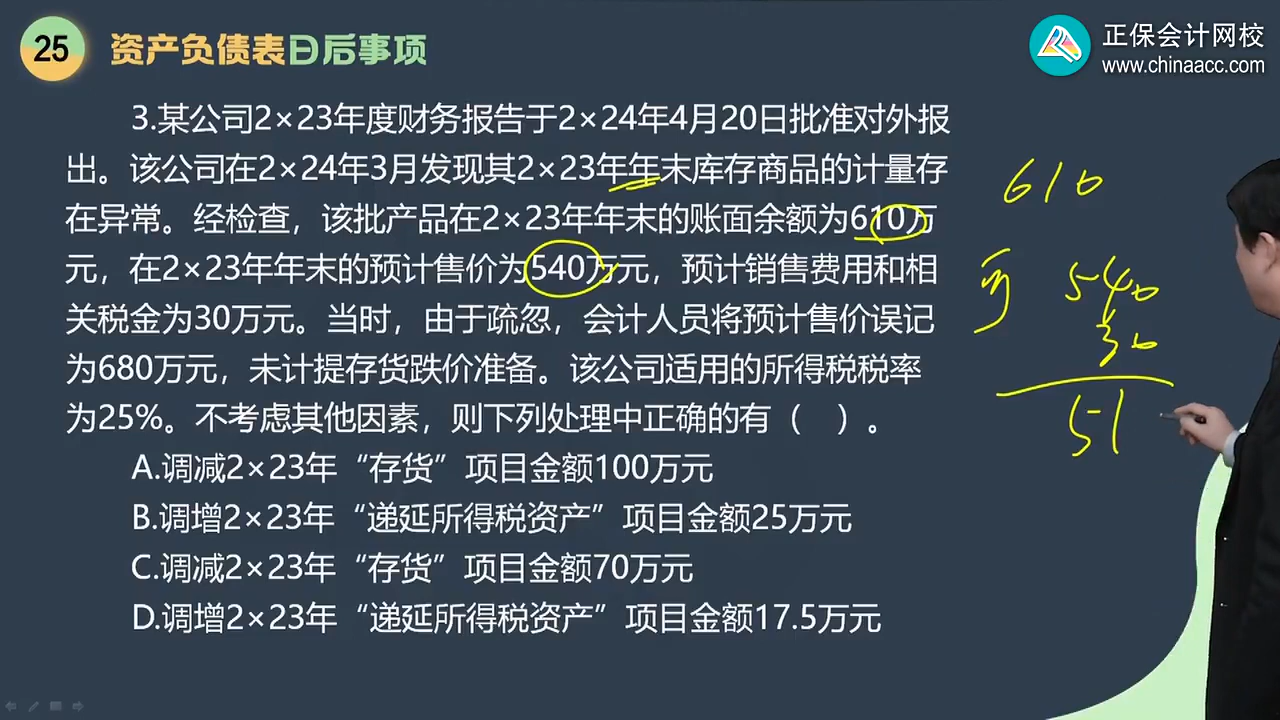 25 资产负债表日后事项
正保会计网校
www.chinaacc.com
3.某公司2×23年度财务报告于2×24年4月20日批准对外报
出。该公司在2×24年3月发现其2×23年年末库存商品的计量存
在异常。经检查，该批产品在2×23年年末的账面余额为610万
元，在2×23年年末的预计售价为540万元，预计销售费用和相
关税金为30万元。当时，由于疏忽，会计人员将预计售价误记
为680万元，未计提存货跌价准备。该公司适用的所得税税率
为25%。不考虑其他因素，则下列处理中正确的有（ ）。
A.调减2×23年“存货”项目金额100万元
B.调增2×23年“递延所得税资产”项目金额25万元
C.调减2×23年“存货”项目金额70万元
D.调增2×23年“递延所得税资产”项目金额17.5万元
610
可 540
30
51